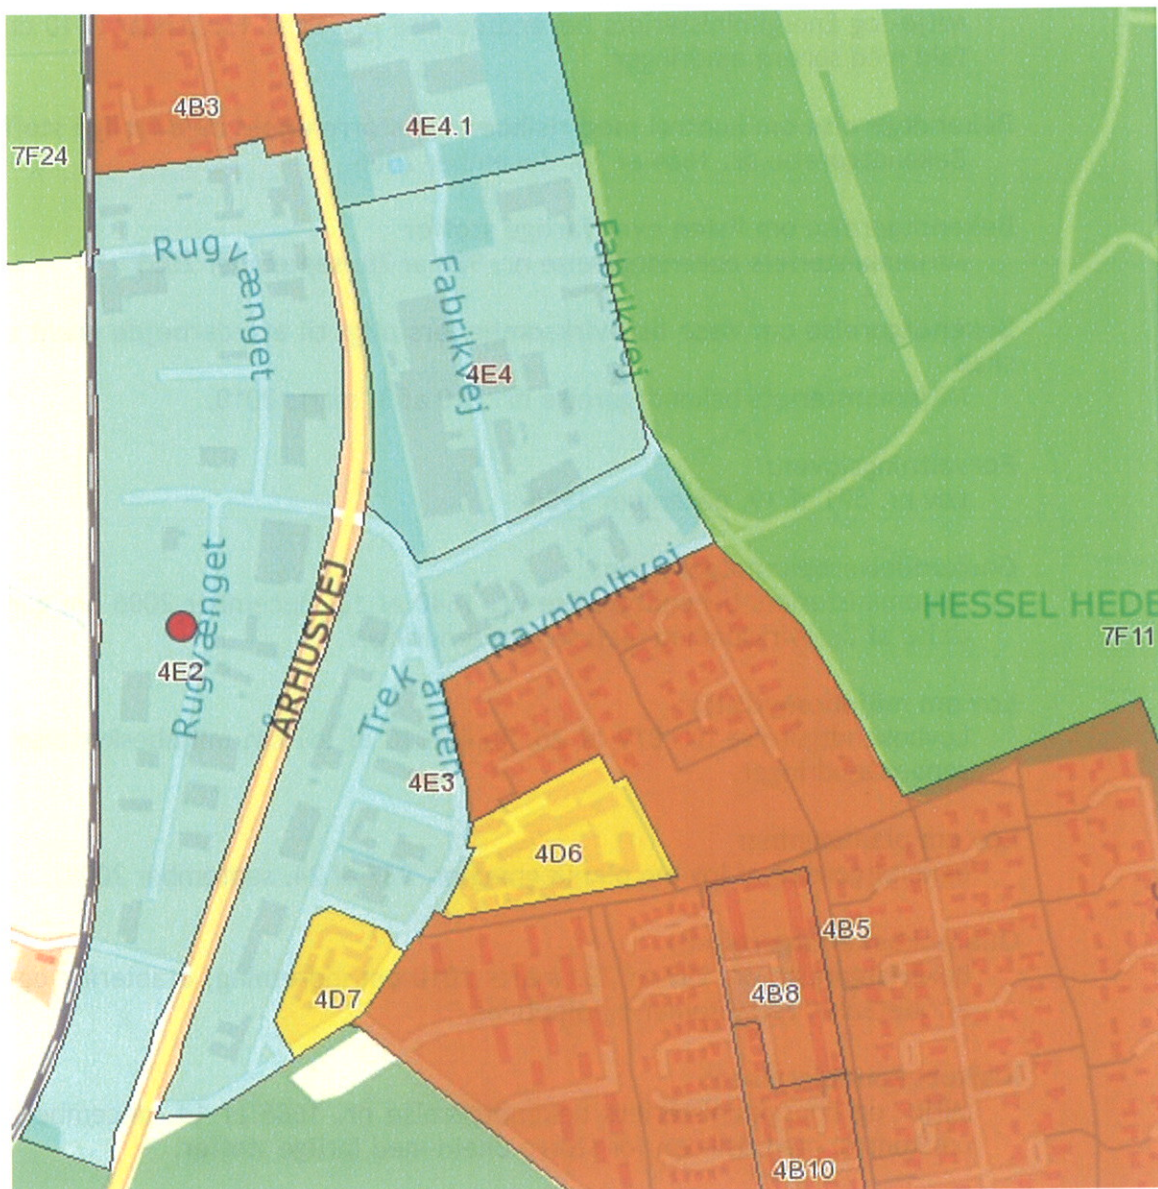 4B3
4E4.1
7F24
Rugvænget
Fabrikvej
Fabrikvej
4E4
Rugvænget
ÅRHUSVEJ
Ravnholtvej
HESSEL HEDE
7F11
4E2
Trekanten
4E3
4D6
4B5
4D7
4B8
4B10